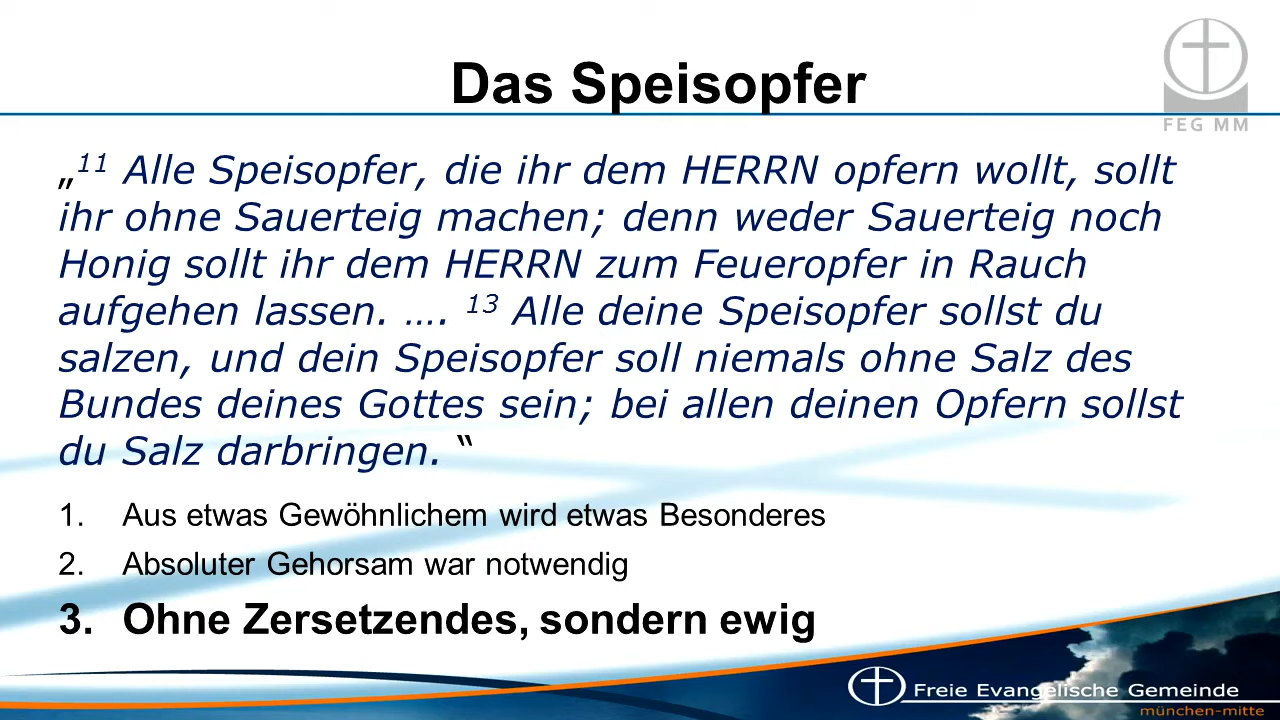 Das Speisopfer
FEG MM
„¹¹ Alle Speisopfer, die ihr dem HERRN opfern wollt, sollt
ihr ohne Sauerteig machen; denn weder Sauerteig noch
Honig sollt ihr dem HERRN zum Feueropfer in Rauch
aufgehen lassen. …. ¹³ Alle deine Speisopfer sollst du
salzen, und dein Speisopfer soll niemals ohne Salz des
Bundes deines Gottes sein; bei allen deinen Opfern sollst
du Salz darbringen. “
1. Aus etwas Gewöhnlichem wird etwas Besonderes
2. Absoluter Gehorsam war notwendig
3. Ohne Zersetzendes, sondern ewig
Freie Evangelische Gemeinde
münchen-mitte